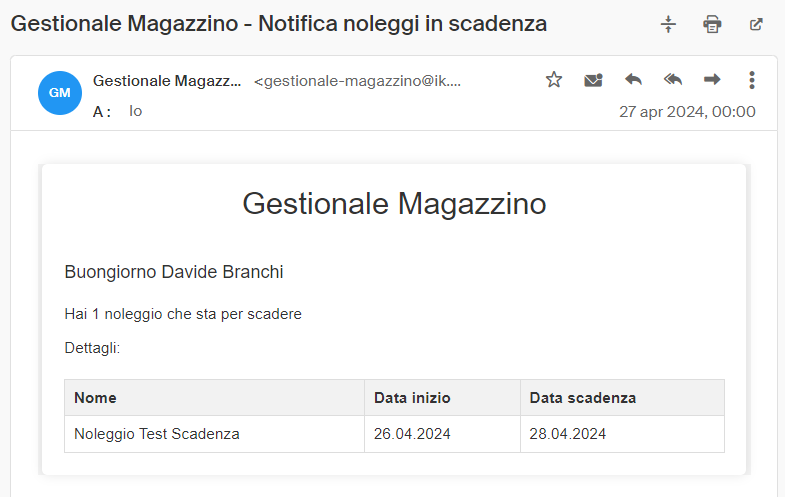 Gestionale Magazzino - Notifica noleggi in scadenza
GM
Gestionale Magazz... <gestionale-magazzino@ik....
A : Io
27 apr 2024, 00:00
Gestionale Magazzino
Buongiorno Davide Branchi
Hai 1 noleggio che sta per scadere
Dettagli:
Nome Data inizio Data scadenza
Noleggio Test Scadenza 26.04.2024 28.04.2024